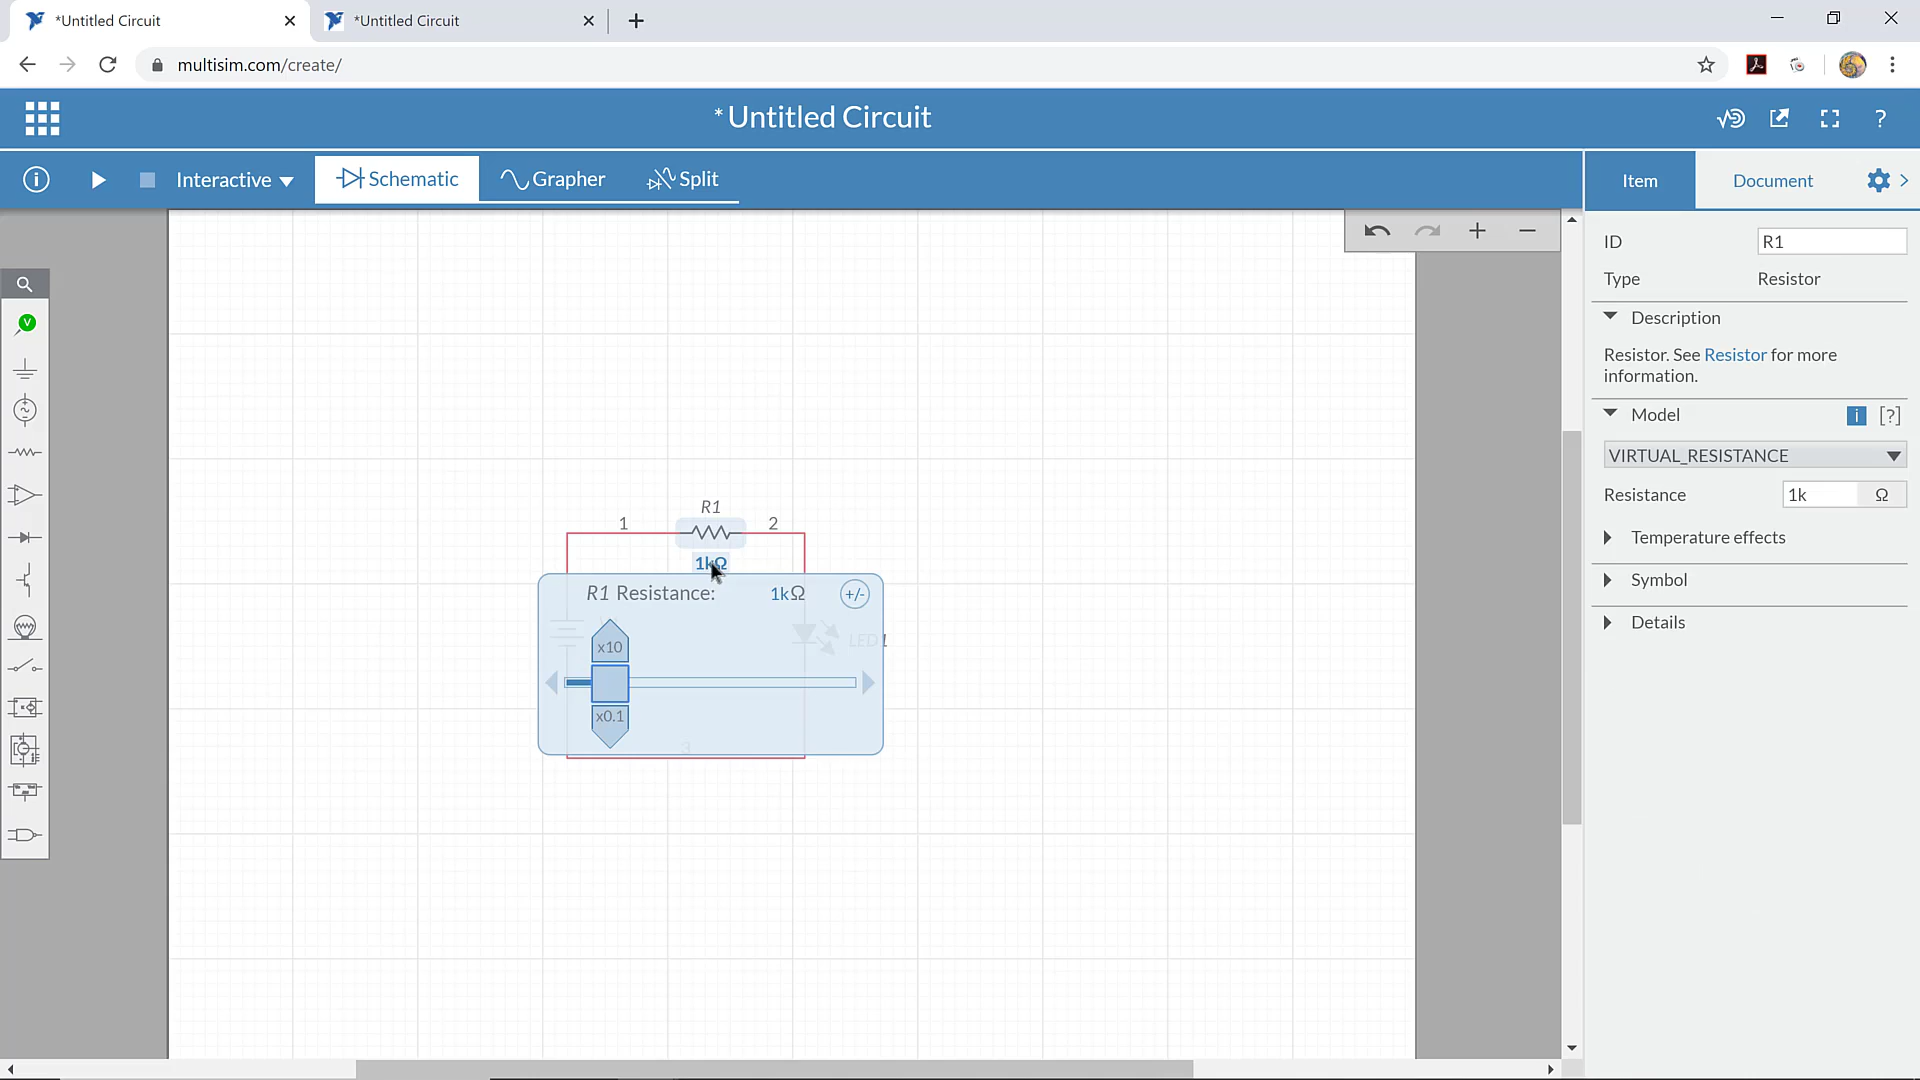 *Untitled Circuit
*Untitled Circuit
multisim.com/create/
*Untitled Circuit
?
i
Interactive
Schematic
Grapher
Split
Item
Document
ID
R1
Type
Resistor
Description
Resistor. See Resistor for more
information.
Model
i
[?]
VIRTUAL_RESISTANCE
Resistance
1k
Ω
Temperature effects
Symbol
Details
V
R1
1
2
1kΩ
R1 Resistance:
1kΩ
+/-
x10
LED1
x0.1
3